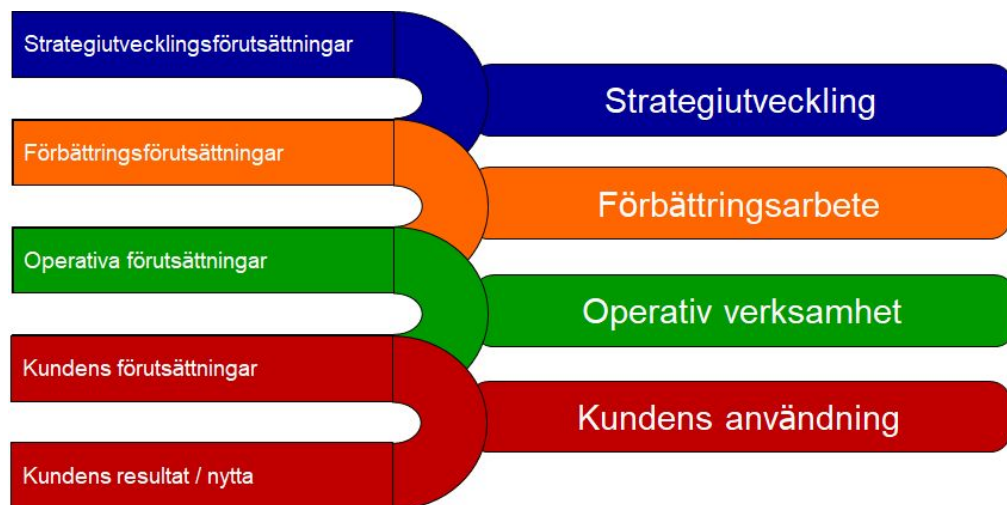 Strategiutvecklingsförutsättningar
Strategiutveckling
Förbättringsförutsättningar
Förbättringsarbete
Operativa förutsättningar
Operativ verksamhet
Kundens förutsättningar
Kundens användning
Kundens resultat / nytta